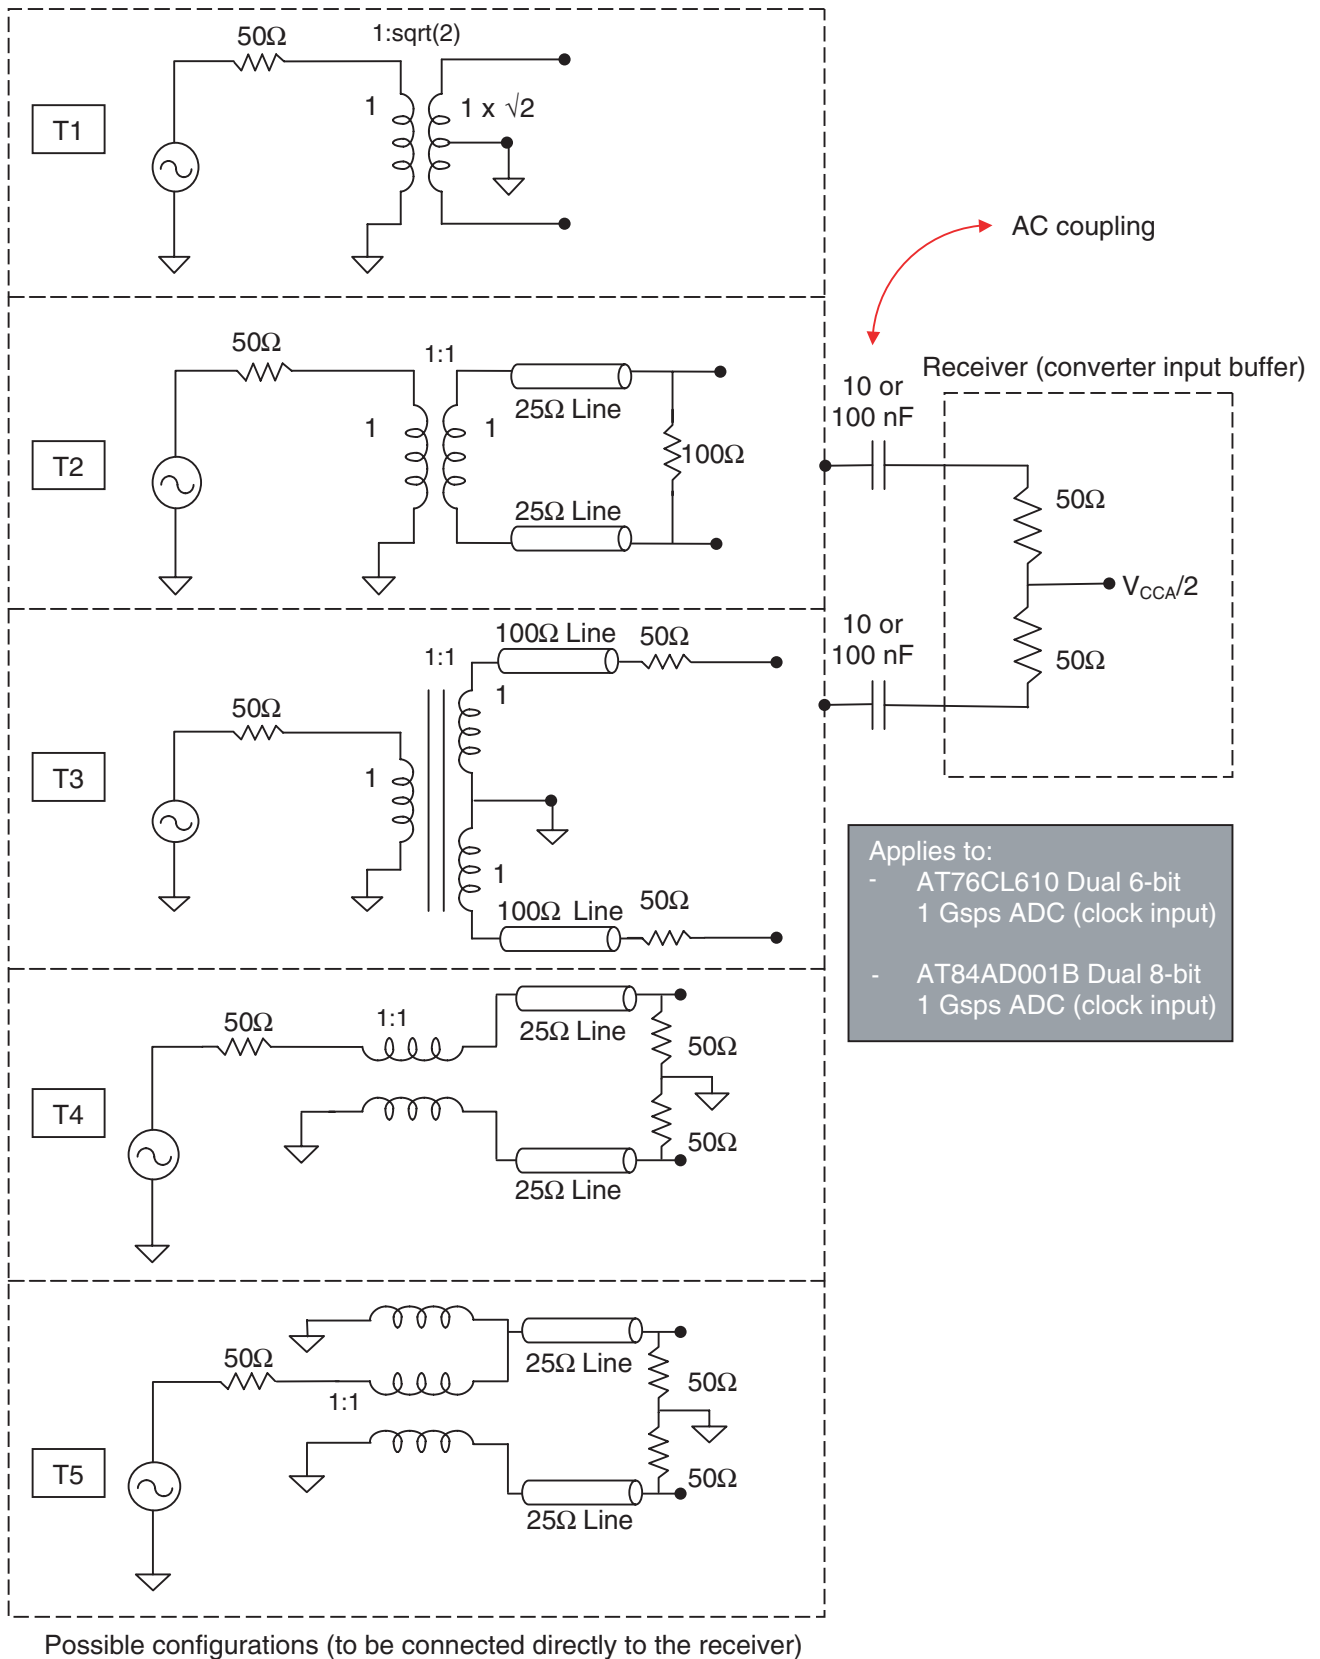 T1
50Ω
1:sqrt(2)
1
1 x √2
T2
50Ω
1:1
1
1
25Ω Line
25Ω Line
100Ω
T3
50Ω
1:1
1
1
1
100Ω Line
50Ω
100Ω Line
50Ω
T4
50Ω
1:1
25Ω Line
25Ω Line
50Ω
50Ω
T5
50Ω
1:1
25Ω Line
25Ω Line
50Ω
50Ω
Possible configurations (to be connected directly to the receiver)
AC coupling
Receiver (converter input buffer)
10 or
100 nF
50Ω
VCCA/2
10 or
100 nF
50Ω
Applies to:
- AT76CL610 Dual 6-bit
1 Gsps ADC (clock input)
- AT84AD001B Dual 8-bit
1 Gsps ADC (clock input)